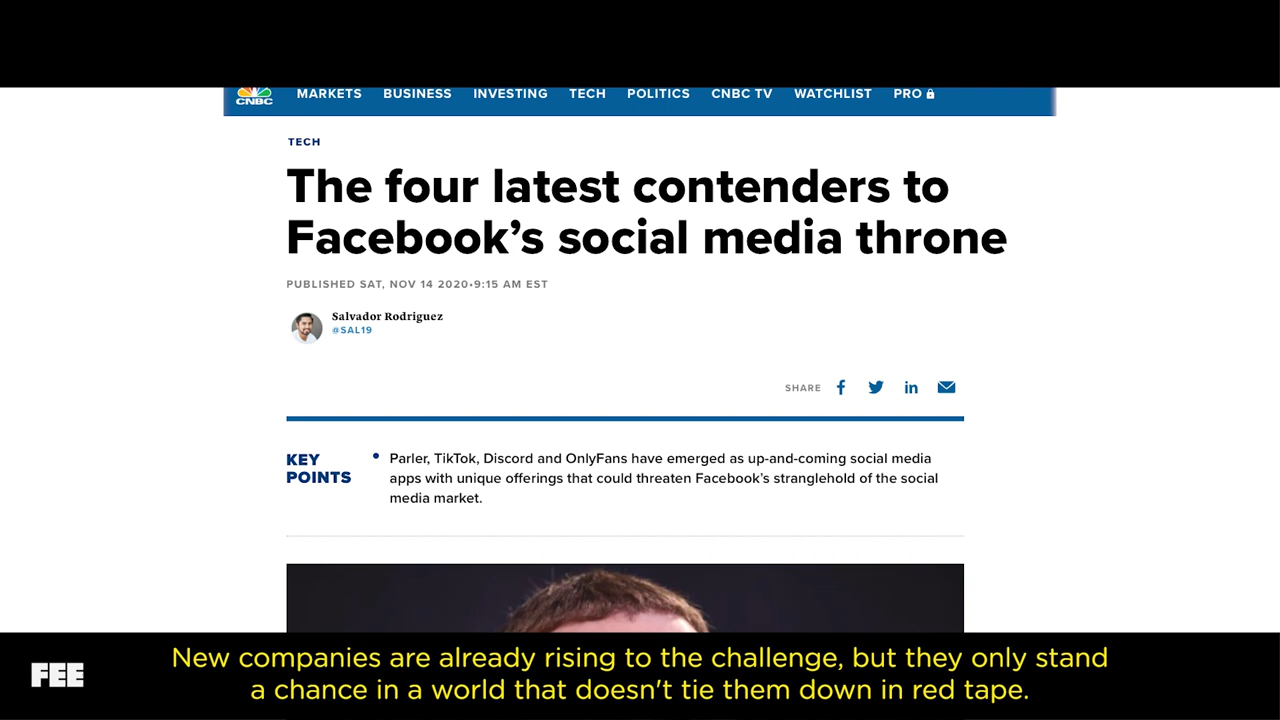 CNBC
MARKETS BUSINESS INVESTING TECH POLITICS CNBC TV WATCHLIST PRO
TECH
The four latest contenders to
Facebook’s social media throne
PUBLISHED SAT, NOV 14 2020•9:15 AM EST
Salvador Rodriguez
@SAL19
SHARE
KEY
POINTS
• Parler, TikTok, Discord and OnlyFans have emerged as up-and-coming social media
apps with unique offerings that could threaten Facebook’s stranglehold of the social
media market.
New companies are already rising to the challenge, but they only stand
a chance in a world that doesn't tie them down in red tape.
FEE